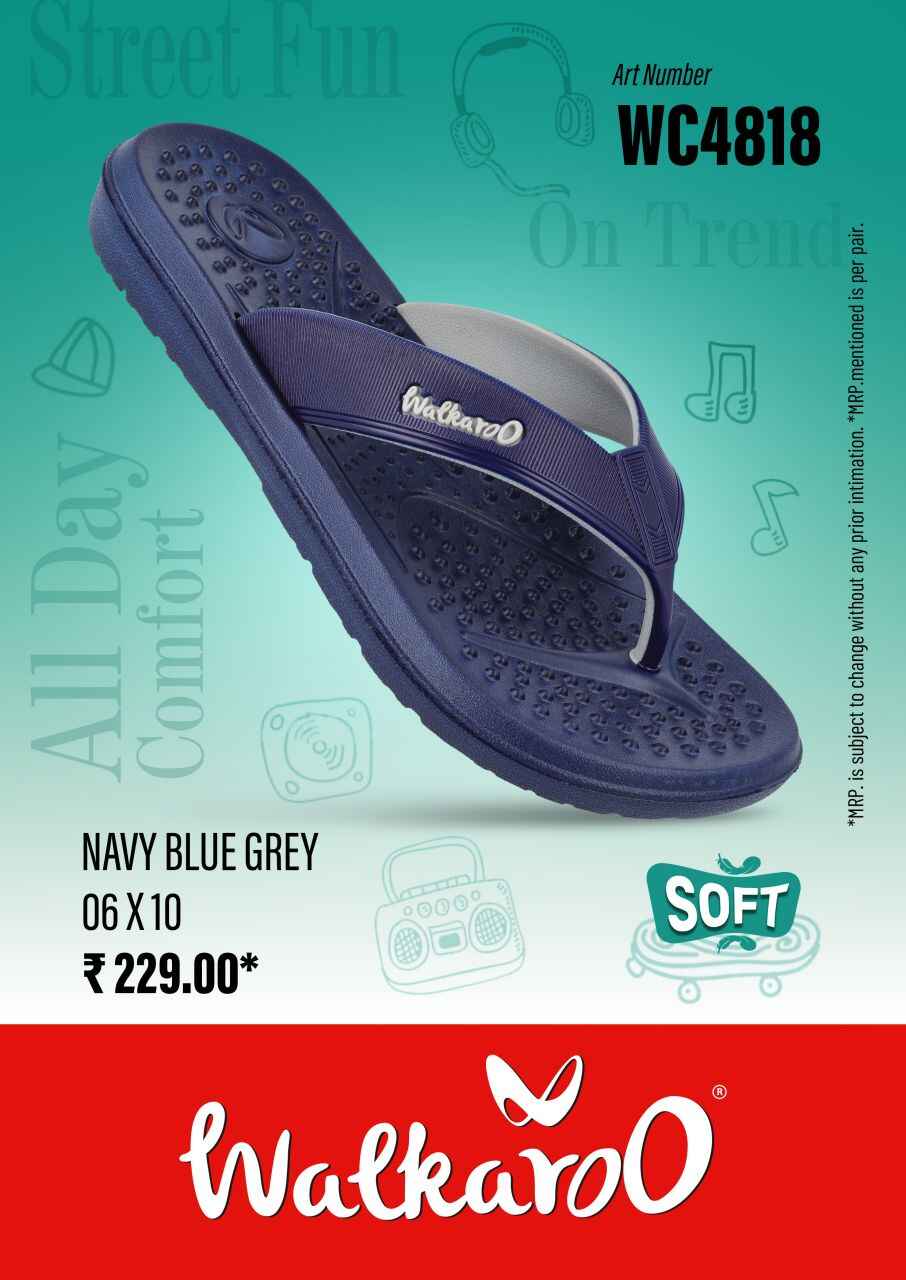 Street Fun
Art Number
WC4818
On Trend
*MRP. is subject to change without any prior intimation. *MRP.mentioned is per pair.
Walkaroo
All Day
Comfort
NAVY BLUE GREY
06 X 10
₹ 229.00*
SOFT
Walkaroo®